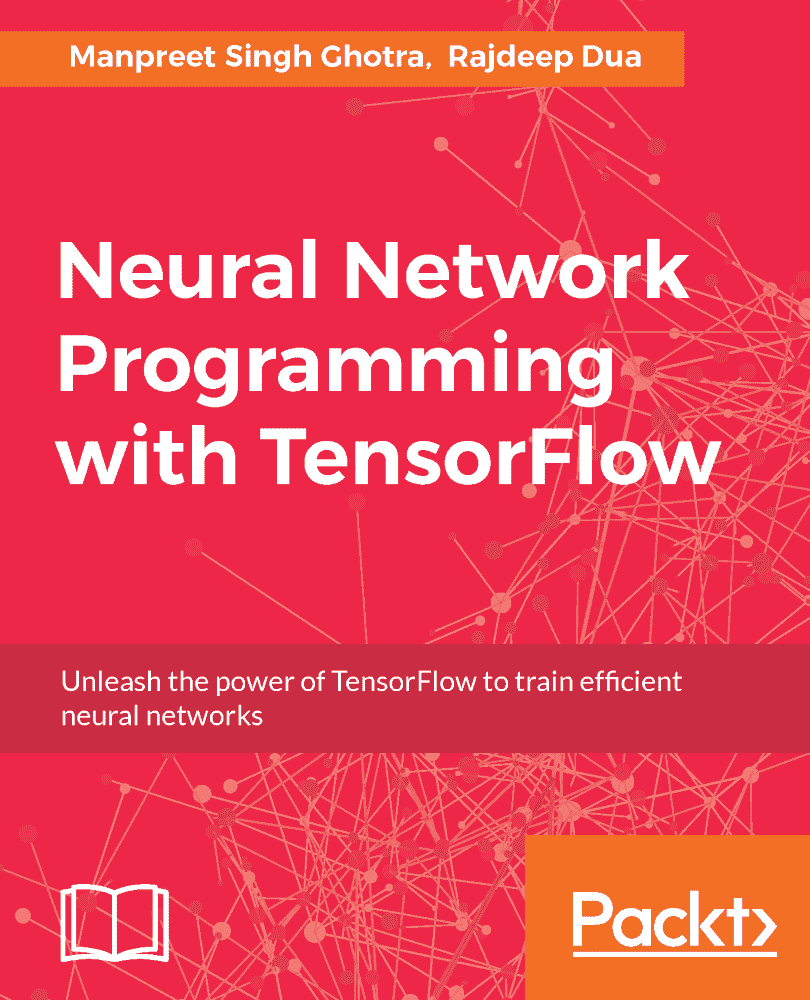 Manpreet Singh Ghotra,  Rajdeep Dua
Neural Network
Programming
with TensorFlow
Unleash the power of TensorFlow to train efficient
neural networks
Packt>